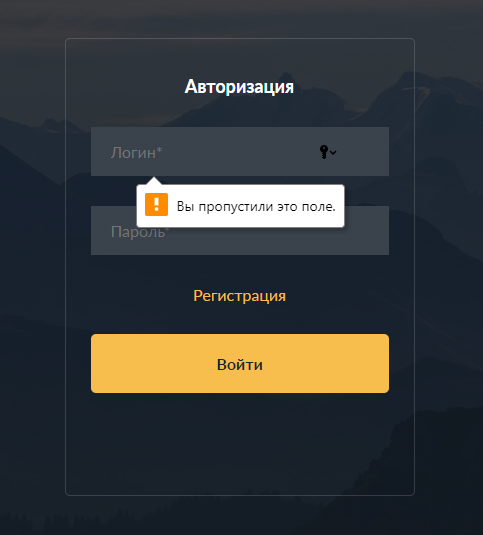 Авторизация
Логин*
Вы пропустили это поле.
Пароль*
Регистрация
Войти